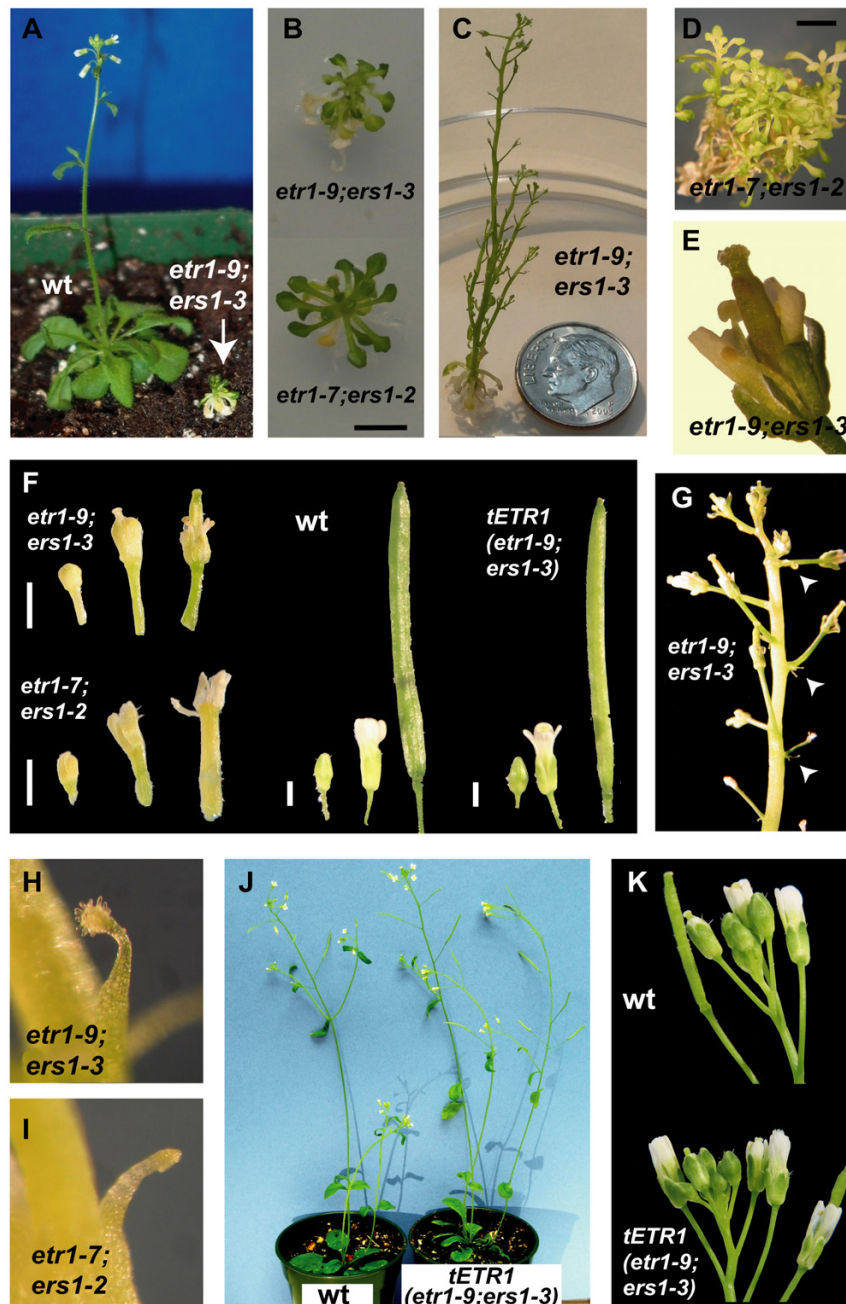 A
wt
etr1-9;
ers1-3
B
etr1-9;ers1-3
etr1-7;ers1-2
C
etr1-9;
ers1-3
LIBERTY
D
etr1-7;ers1-2
E
etr1-9;ers1-3
F
etr1-9;
ers1-3
etr1-7;
ers1-2
wt
tETR1
(etr1-9;
ers1-3)
G
etr1-9;
ers1-3
H
etr1-9;
ers1-3
I
etr1-7;
ers1-2
J
wt
tETR1
(etr1-9;ers1-3)
K
wt
tETR1
(etr1-9;
ers1-3)